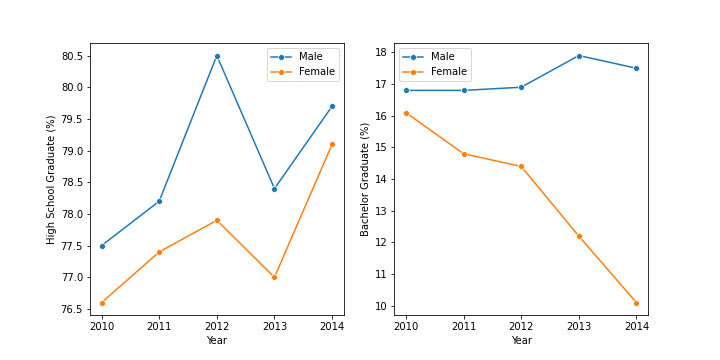 High School Graduate (%)
80.5
80.0
79.5
79.0
78.5
78.0
77.5
77.0
76.5
Male
Female
2010 2011 2012 2013 2014
Year
Bachelor Graduate (%)
18
17
16
15
14
13
12
11
10
Male
Female
2010 2011 2012 2013 2014
Year